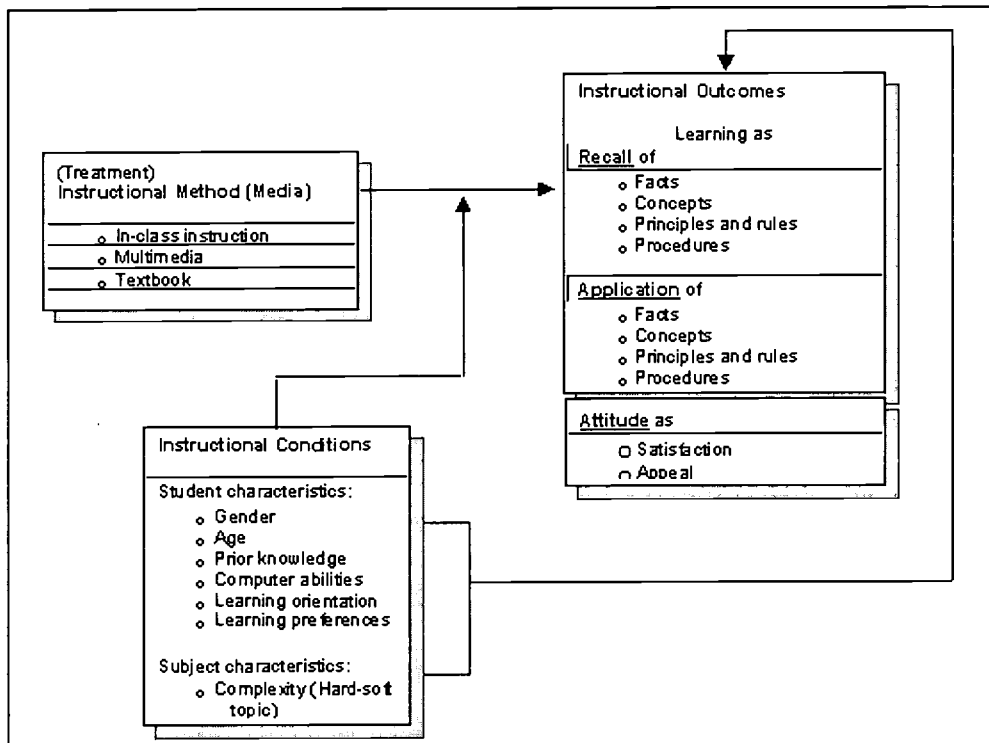 (Treatment)
Instructional Method (Media)
o In-class instruction
o Multimedia
o Textbook
Instructional Outcomes
Learning as
Recall of
o Facts
o Concepts
o Principles and rules
o Procedures
Application of
o Facts
o Concepts
o Principles and rules
o Procedures
Attitude as
o Satisfaction
o Appeal
Instructional Conditions
Student characteristics:
o Gender
o Age
o Prior knowledge
o Computer abilities
o Learning orientation
o Learning preferences
Subject characteristics:
o Complexity (Hard-soft
topic)